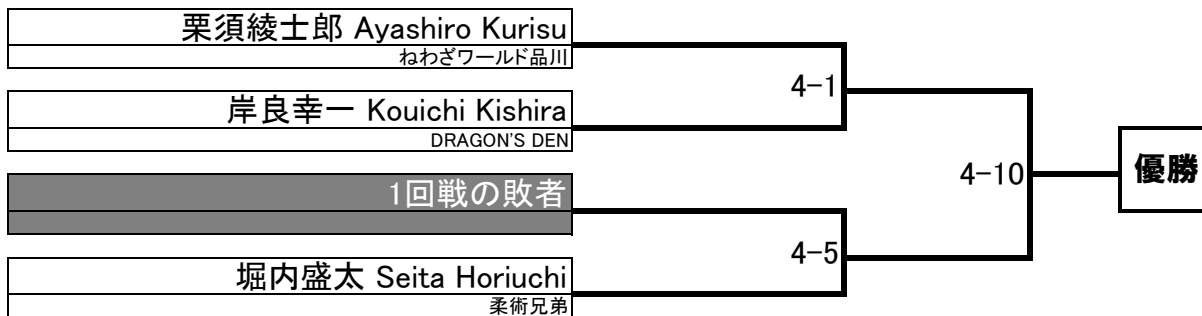 栗須綾士郎 Ayashiro Kurisu
ねわざワールド品川
4-1
岸良幸一 Kouichi Kishira
DRAGON'S DEN
4-10
優勝
1回戦の敗者
4-5
堀内盛太 Seita Horiuchi
柔術兄弟